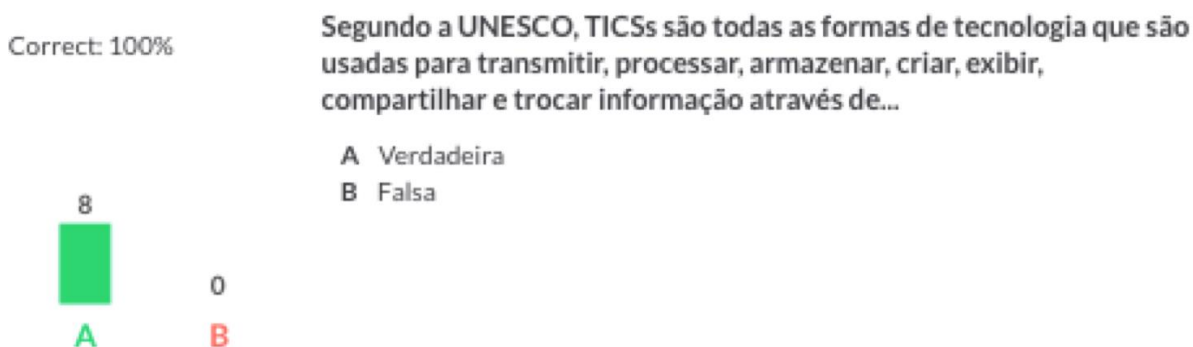 Correct: 100%
Segundo a UNESCO, TICSs são todas as formas de tecnologia que são
usadas para transmitir, processar, armazenar, criar, exibir,
compartilhar e trocar informação através de...
A Verdadeira
B Falsa
8
0
A
B